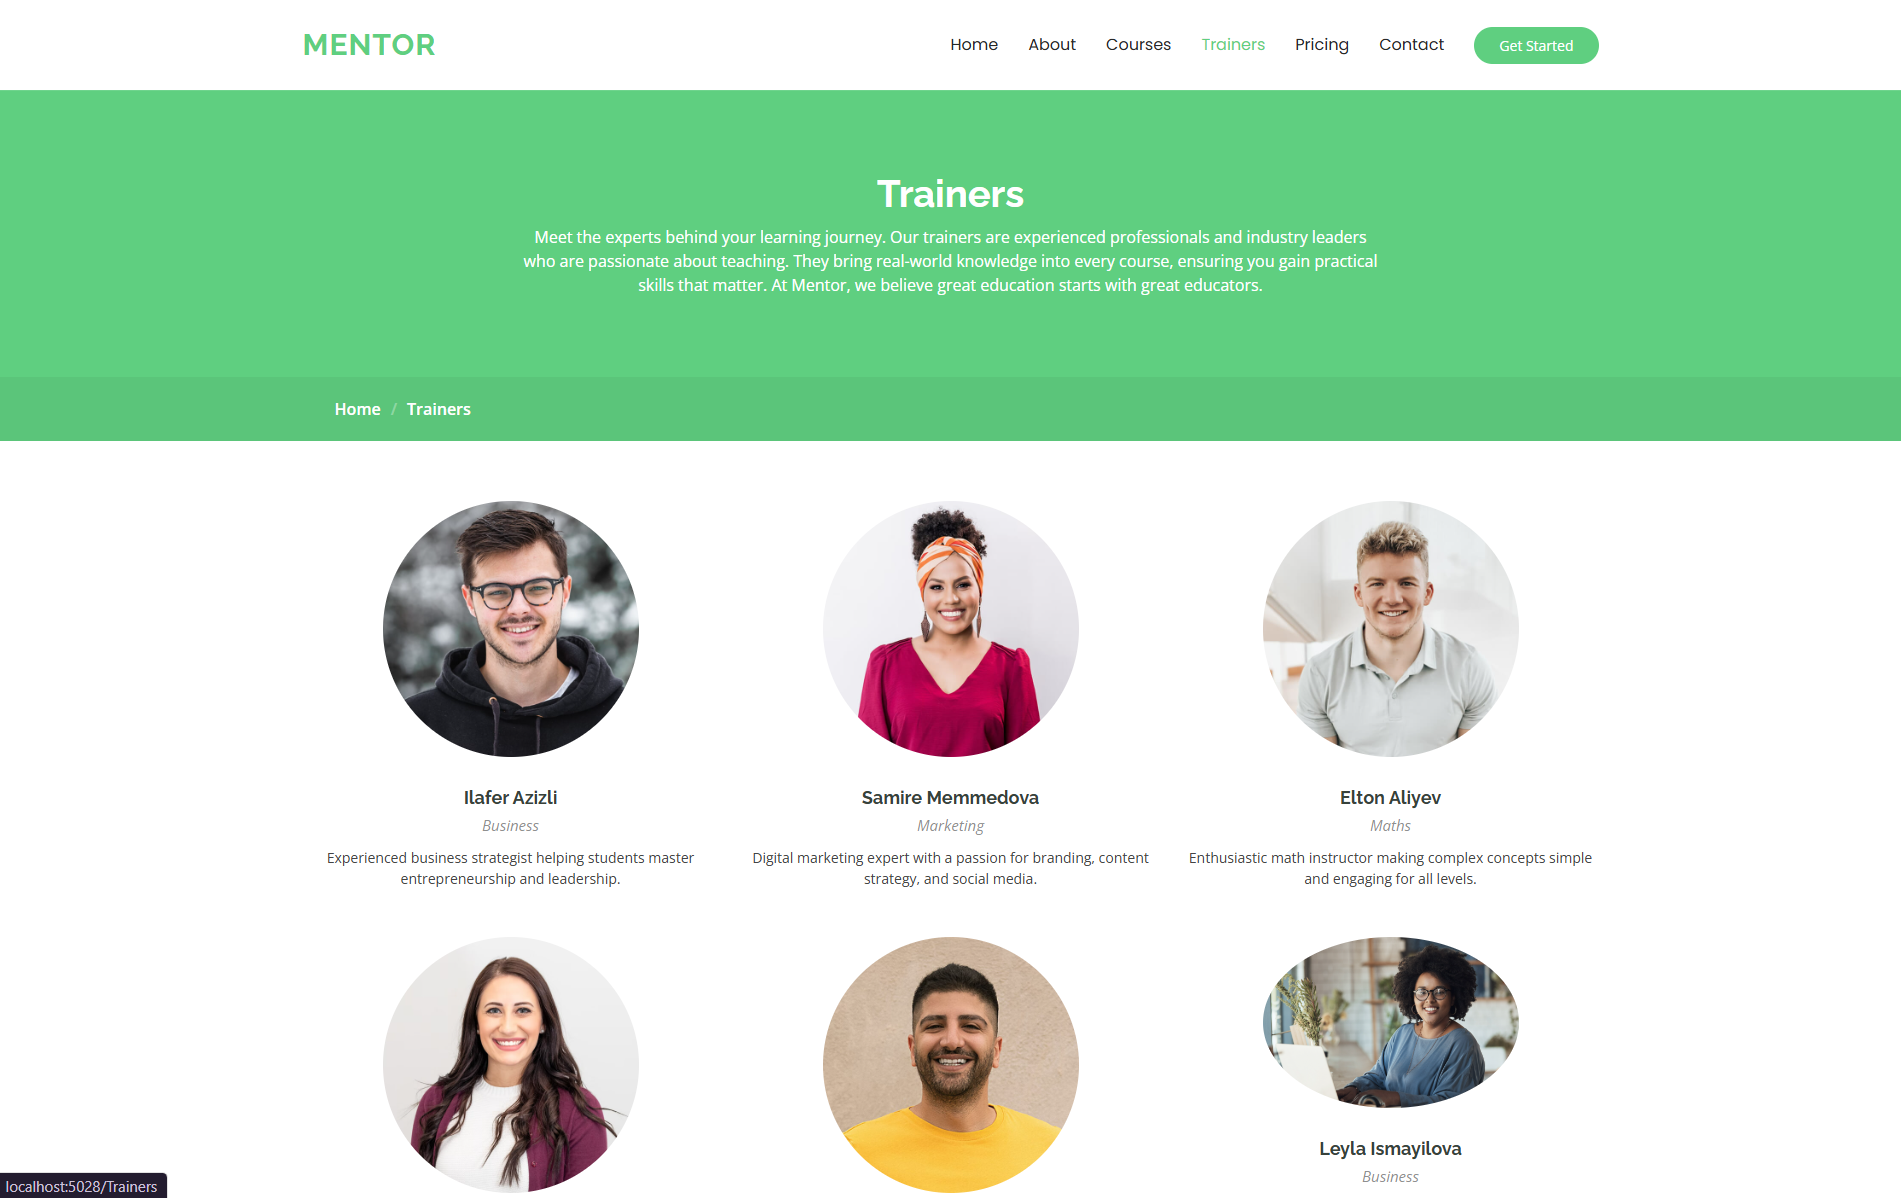 MENTOR
Home About Courses Trainers Pricing Contact Get Started
Trainers
Meet the experts behind your learning journey. Our trainers are experienced professionals and industry leaders
who are passionate about teaching. They bring real-world knowledge into every course, ensuring you gain practical
skills that matter. At Mentor, we believe great education starts with great educators.
Home / Trainers
Ilafer Azizli
Business
Experienced business strategist helping students master
entrepreneurship and leadership.
Samire Memmedova
Marketing
Digital marketing expert with a passion for branding, content
strategy, and social media.
Elton Aliyev
Maths
Enthusiastic math instructor making complex concepts simple
and engaging for all levels.
Leyla Ismayilova
Business
localhost:5028/Trainers